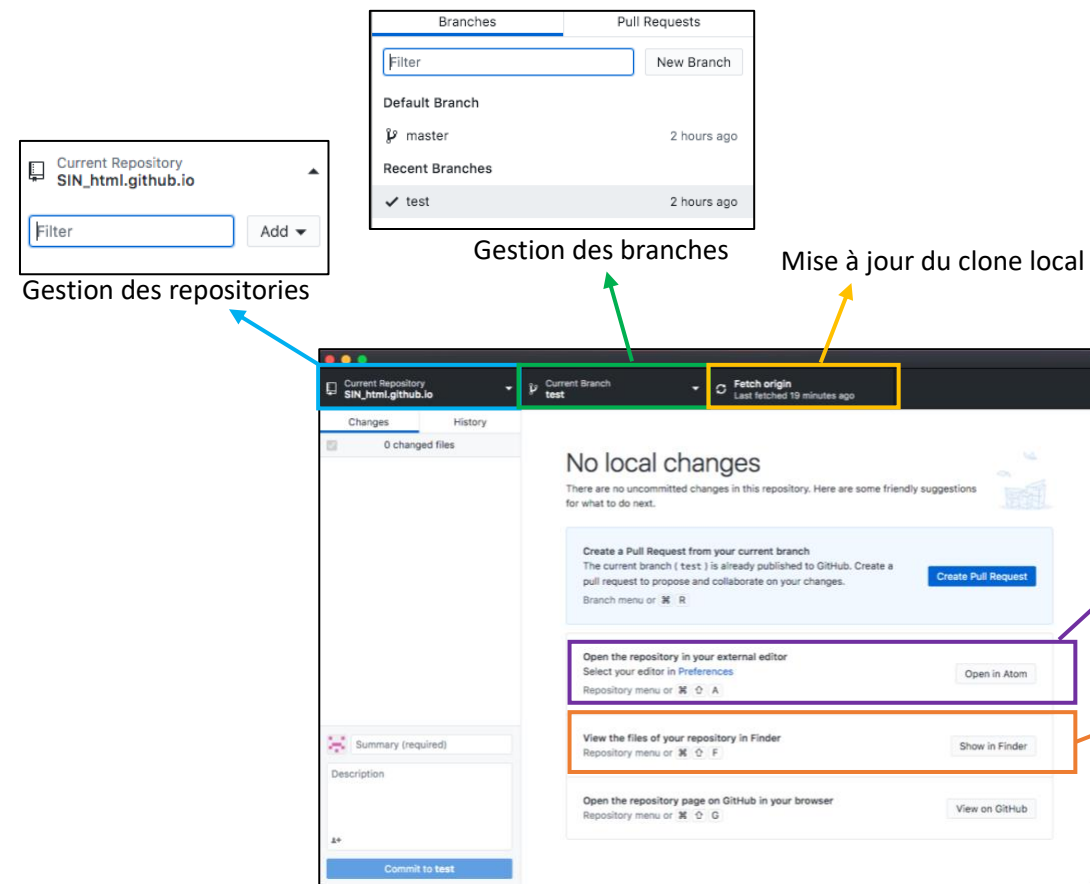 Branches
Pull Requests
Filter
New Branch
Default Branch
master
2 hours ago
Recent Branches
test
2 hours ago
Current Repository
SIN_html.github.io
Filter
Add
Gestion des branches
Mise à jour du clone local
Gestion des repositories
Current Repository
SIN_html.github.io
Current Branch
test
Fetch origin
Last fetched 19 minutes ago
Changes
History
0 changed files
No local changes
There are no uncommitted changes in this repository. Here are some friendly suggestions
for what to do next.
Create a Pull Request from your current branch
The current branch ( test ) is already published to GitHub. Create a
pull request to propose and collaborate on your changes.
Branch menu or ⌘ R
Create Pull Request
Open the repository in your external editor
Select your editor in Preferences
Repository menu or ⌘ ⇧ A
Open in Atom
View the files of your repository in Finder
Repository menu or ⌘ ⇧ F
Show in Finder
Open the repository page on GitHub in your browser
Repository menu or ⌘ ⇧ G
View on GitHub
Summary (required)
Description
Commit to test